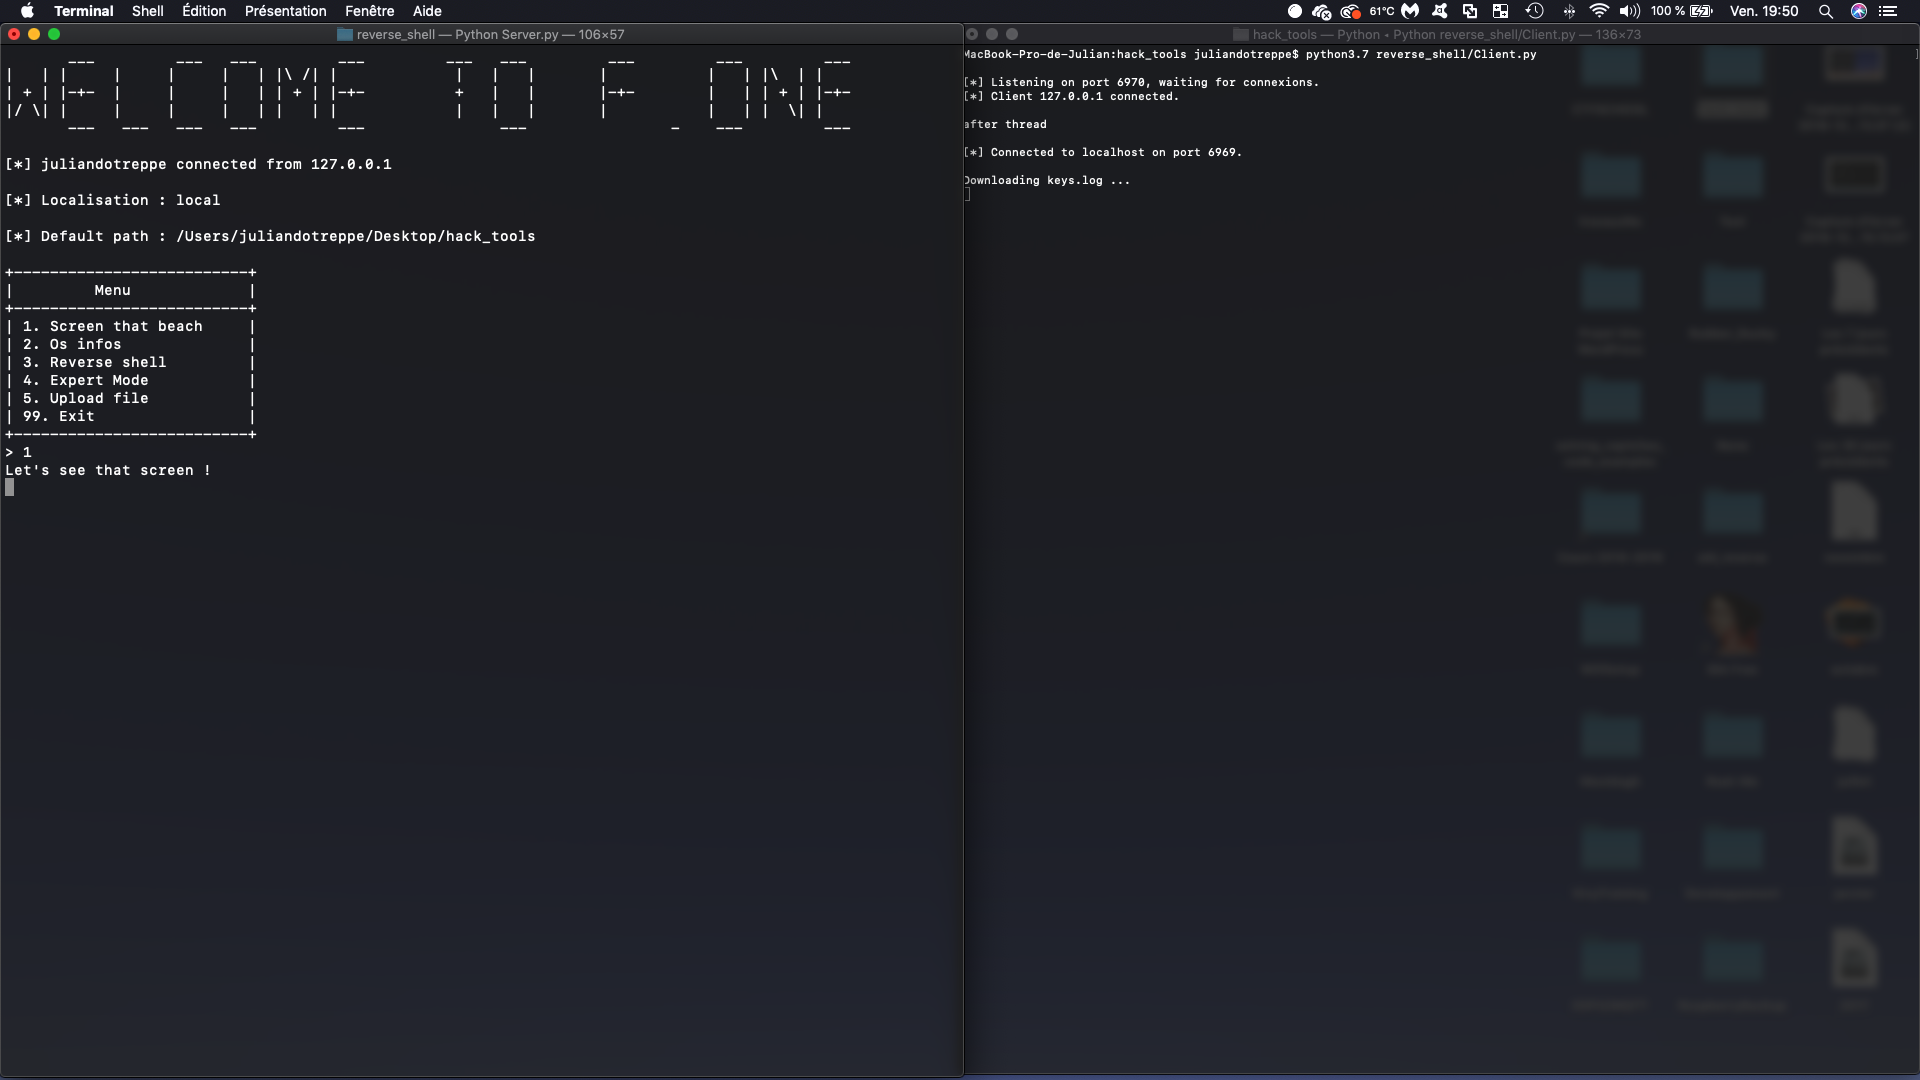 Terminal Shell Édition Présentation Fenêtre Aide
61°C 100 % Ven. 19:50
reverse_shell — Python Server.py — 106×57
WELCOME TO F_ONE
[*] juliandotreppe connected from 127.0.0.1
[*] Localisation : local
[*] Default path : /Users/juliandotreppe/Desktop/hack_tools
+--------------------------+
| Menu |
+--------------------------+
| 1. Screen that beach |
| 2. Os infos |
| 3. Reverse shell |
| 4. Expert Mode |
| 5. Upload file |
| 99. Exit |
+--------------------------+
> 1
Let's see that screen !
hack_tools — Python • Python reverse_shell/Client.py — 136×73
MacBook-Pro-de-Julian:hack_tools juliandotreppe$ python3.7 reverse_shell/Client.py
[*] Listening on port 6970, waiting for connexions.
[*] Client 127.0.0.1 connected.
after thread
[*] Connected to localhost on port 6969.
Downloading keys.log ...